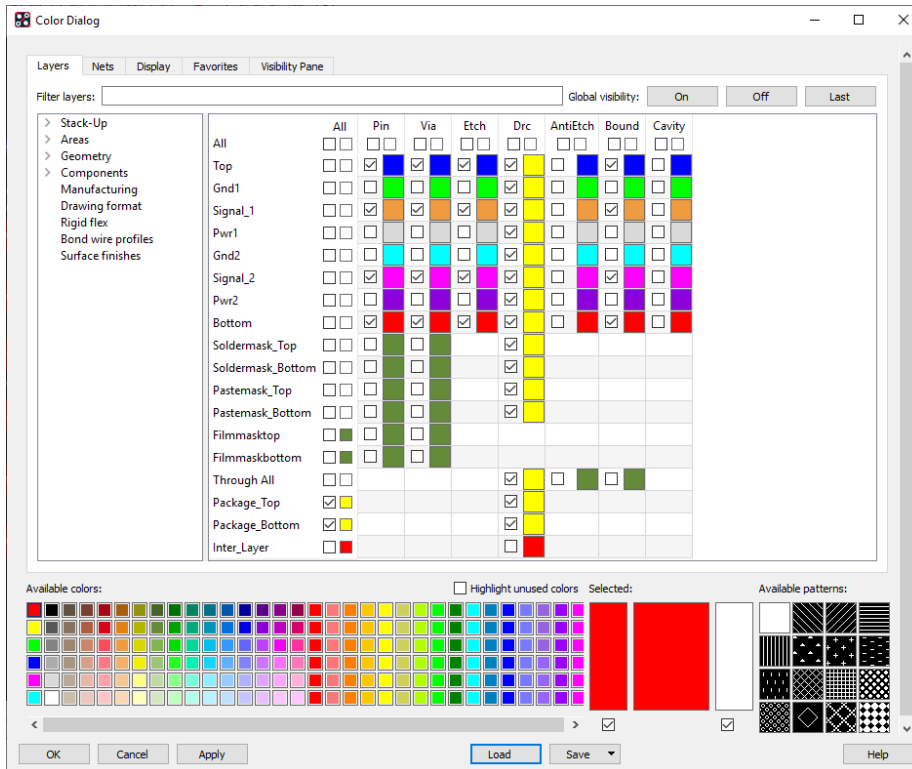 Color Dialog
Layers Nets Display Favorites Visibility Pane
Filter layers: Global visibility: On Off Last
Stack-Up
Areas
Geometry
Components
Manufacturing
Drawing format
Rigid flex
Bond wire profiles
Surface finishes
All Pin Via Etch Drc AntiEtch Bound Cavity
All
Top
Gnd1
Signal_1
Pwr1
Gnd2
Signal_2
Pwr2
Bottom
Soldermask_Top
Soldermask_Bottom
Pastemask_Top
Pastemask_Bottom
Filmmasktop
Filmmaskbottom
Through All
Package_Top
Package_Bottom
Inter_Layer
Available colors: Highlight unused colors Selected: Available patterns:
OK Cancel Apply Load Save Help